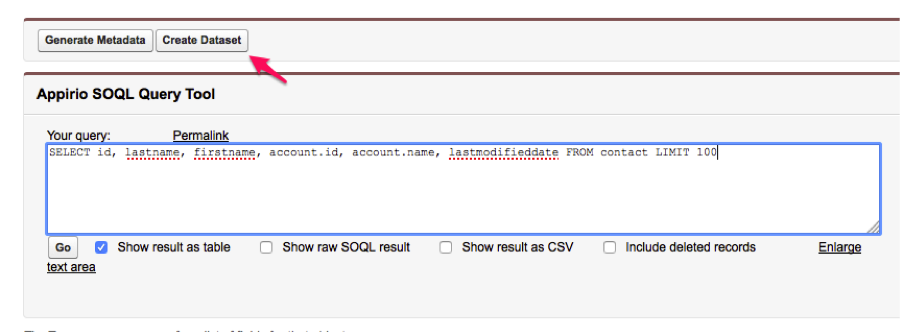 Generate Metadata Create Dataset
Appirio SOQL Query Tool
Your query: Permalink
SELECT id, lastname, firstname, account.id, account.name, lastmodifieddate FROM contact LIMIT 100
Go Show result as table Show raw SOQL result Show result as CSV Include deleted records Enlarge
text area